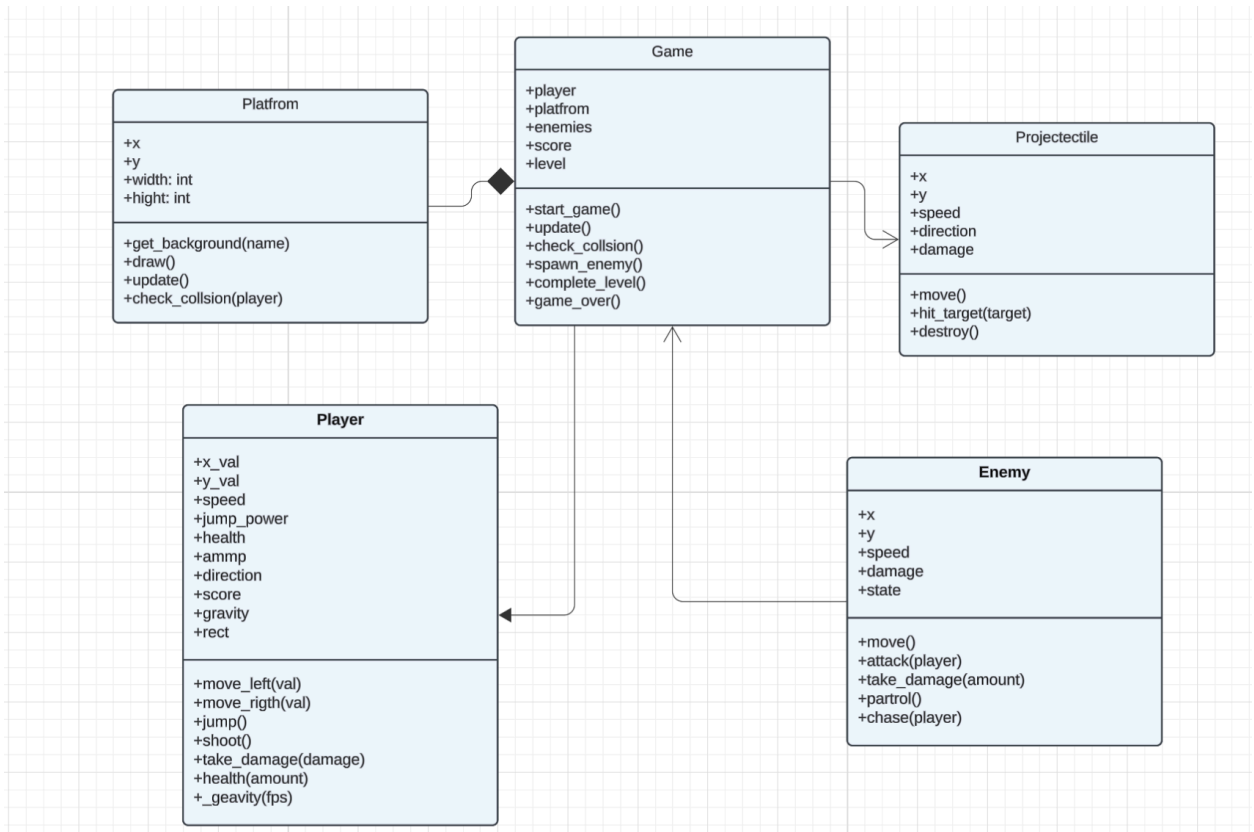 Game
+player
+platfrom
+enemies
+score
+level
+start_game()
+update()
+check_collsion()
+spawn_enemy()
+complete_level()
+game_over()
Platfrom
+x
+y
+width: int
+hight: int
+get_background(name)
+draw()
+update()
+check_collsion(player)
Projectectile
+x
+y
+speed
+direction
+damage
+move()
+hit_target(target)
+destroy()
Player
+x_val
+y_val
+speed
+jump_power
+health
+ammp
+direction
+score
+gravity
+rect
+move_left(val)
+move_rigth(val)
+jump()
+shoot()
+take_damage(damage)
+health(amount)
+_geavity(fps)
Enemy
+x
+y
+speed
+damage
+state
+move()
+attack(player)
+take_damage(amount)
+partrol()
+chase(player)